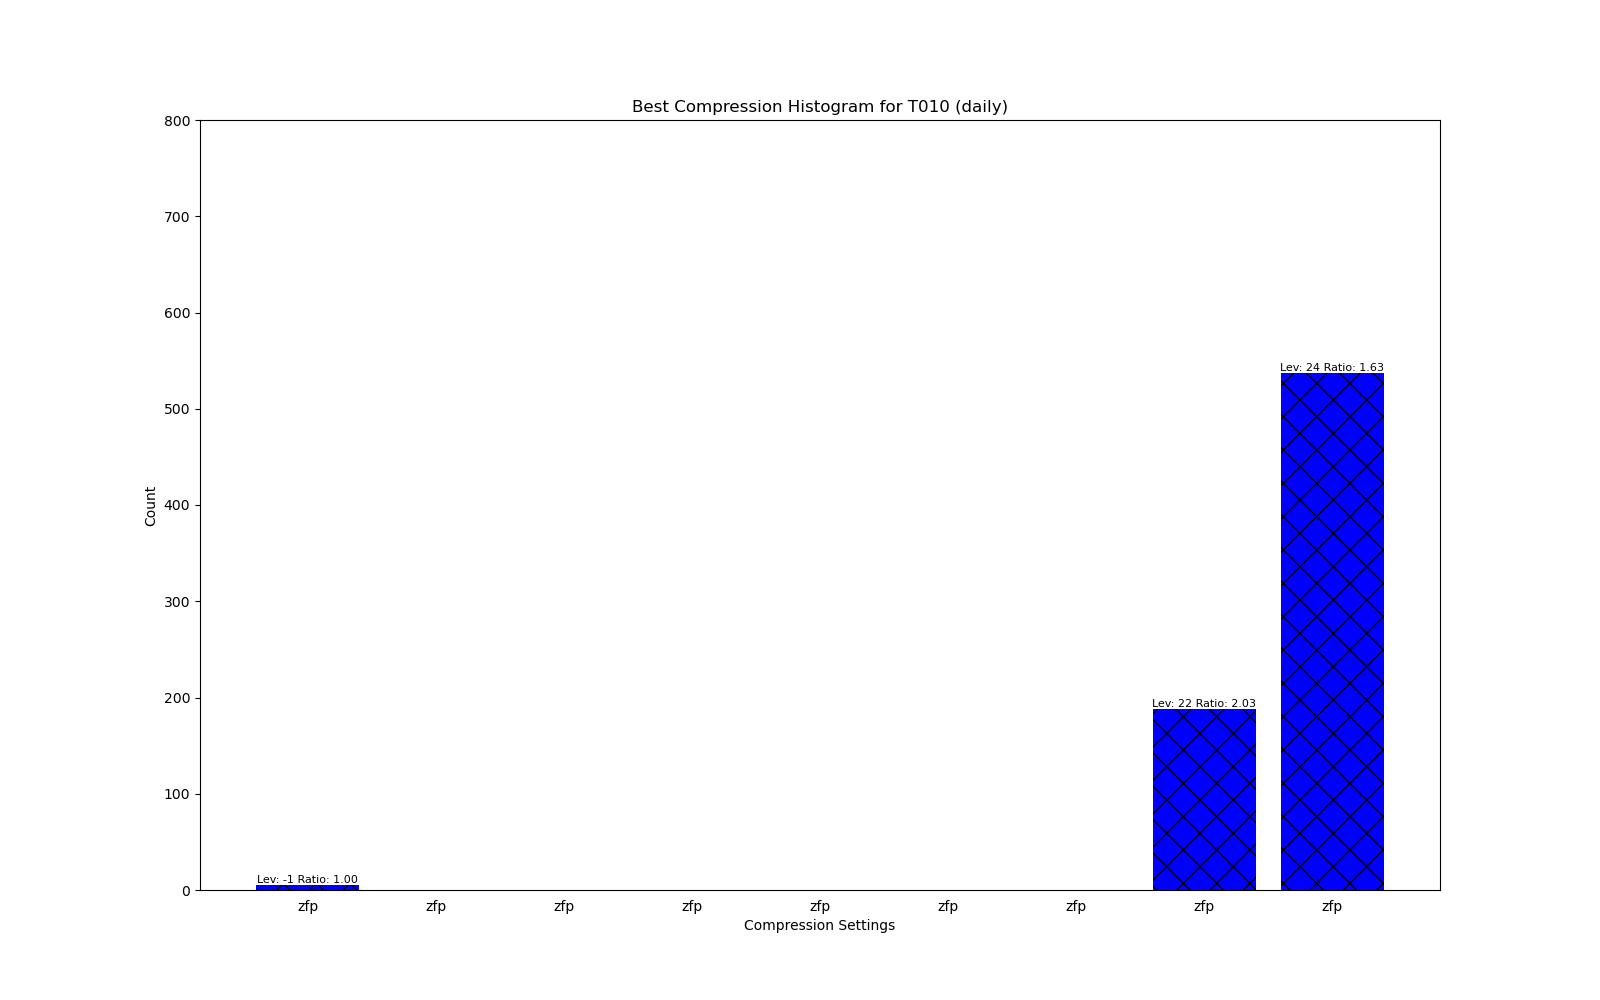 Best Compression Histogram for T010 (daily)
800
700
600
500
400
300
200
100
0
Count
Lev: -1 Ratio: 1.00
Lev: 22 Ratio: 2.03
Lev: 24 Ratio: 1.63
zfp zfp zfp zfp zfp zfp zfp zfp zfp
Compression Settings